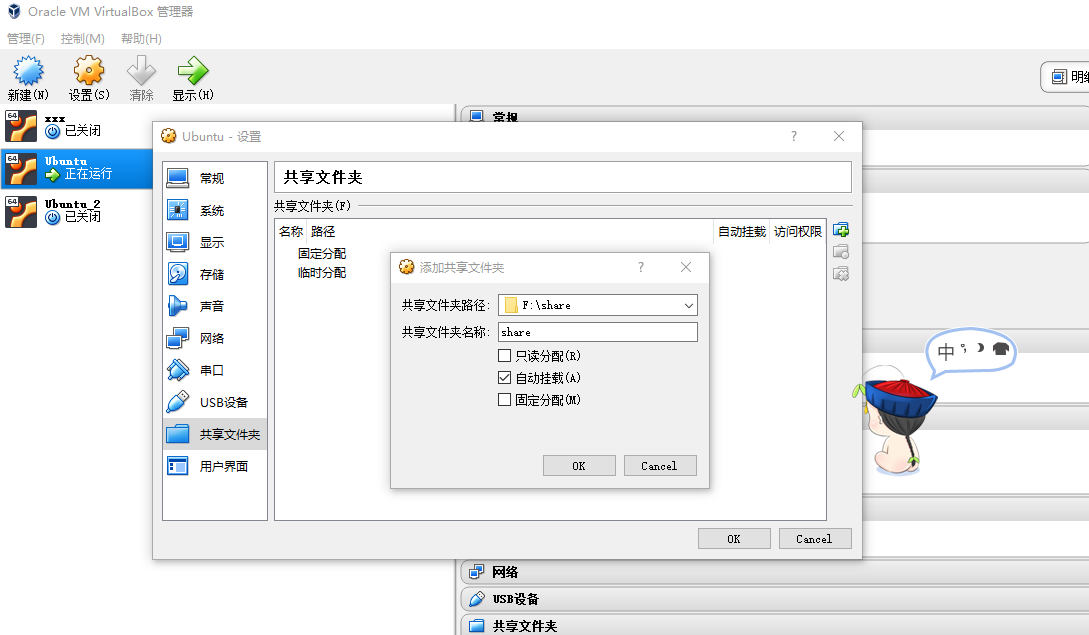 Oracle VM VirtualBox 管理器
管理(F) 控制(M) 帮助(H)
新建(N) 设置(S) 清除 显示(H)
64 xxx
已关闭
64 Ubuntu
正在运行
64 Ubuntu_2
已关闭
常规
Ubuntu - 设置 ?
常规
系统
显示
存储
声音
网络
串口
USB设备
共享文件夹
用户界面
共享文件夹
共享文件夹(F)
名称 路径 自动挂载 访问权限
固定分配
临时分配
添加共享文件夹 ?
共享文件夹路径: F:\share
共享文件夹名称: share
只读分配(R)
自动挂载(A)
固定分配(M)
OK Cancel
OK Cancel
中
网络
USB设备
共享文件夹